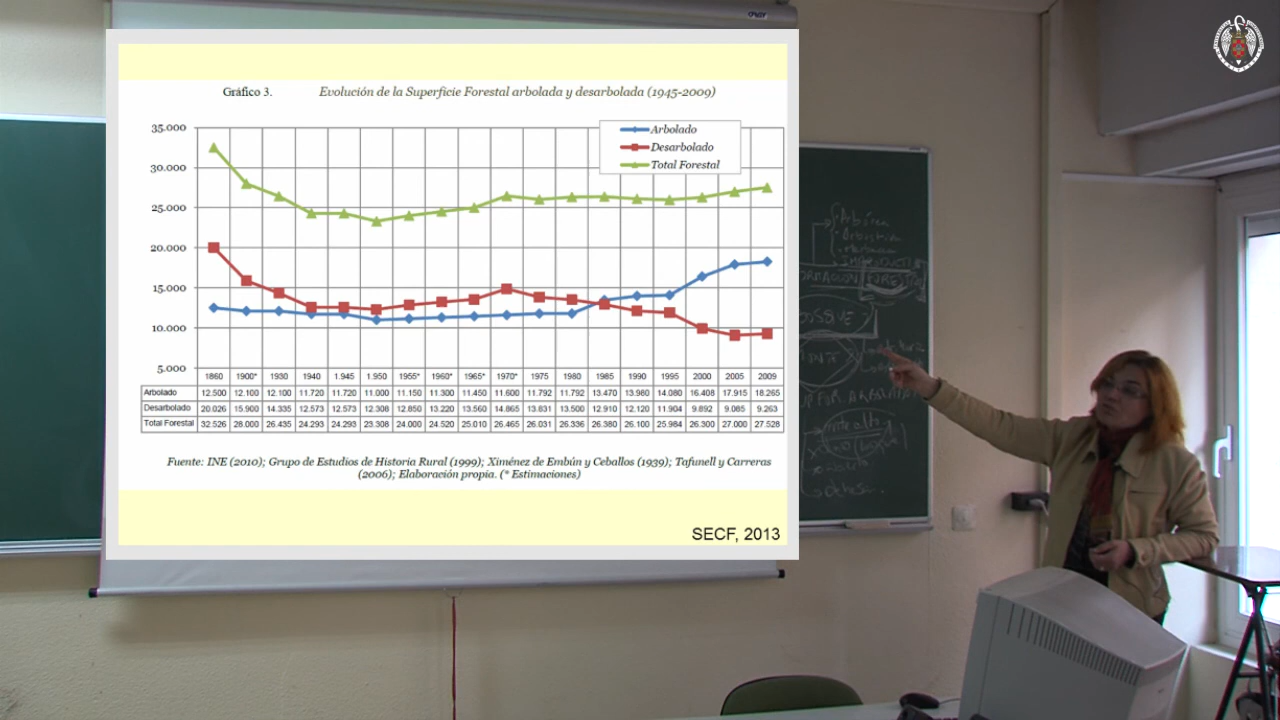 Gráfico 3. Evolución de la Superficie Forestal arbolada y desarbolada (1945-2009)
Arbolado
Desarbolado
Total Forestal
35.000
30.000
25.000
20.000
15.000
10.000
5.000
1860 1900* 1930 1940 1.945 1.950 1955* 1960* 1965* 1970* 1975 1980 1985 1990 1995 2000 2005 2009
Arbolado 12.500 12.100 12.100 11.720 11.720 11.000 11.150 11.300 11.450 11.600 11.792 11.792 13.470 13.980 14.080 16.408 17.915 18.265
Desarbolado 20.026 15.900 14.335 12.573 12.573 12.308 12.850 13.220 13.560 14.865 13.831 13.500 12.910 12.120 11.904 9.892 9.085 9.263
Total Forestal 32.526 28.000 26.435 24.293 24.293 23.308 24.000 24.520 25.010 26.465 26.031 26.336 26.380 26.100 25.984 26.300 27.000 27.528
Fuente: INE (2010); Grupo de Estudios de Historia Rural (1999); Ximénez de Embún y Ceballos (1939); Tafunell y Carreras
(2006); Elaboración propia. (* Estimaciones)
SECF, 2013
Arbórea